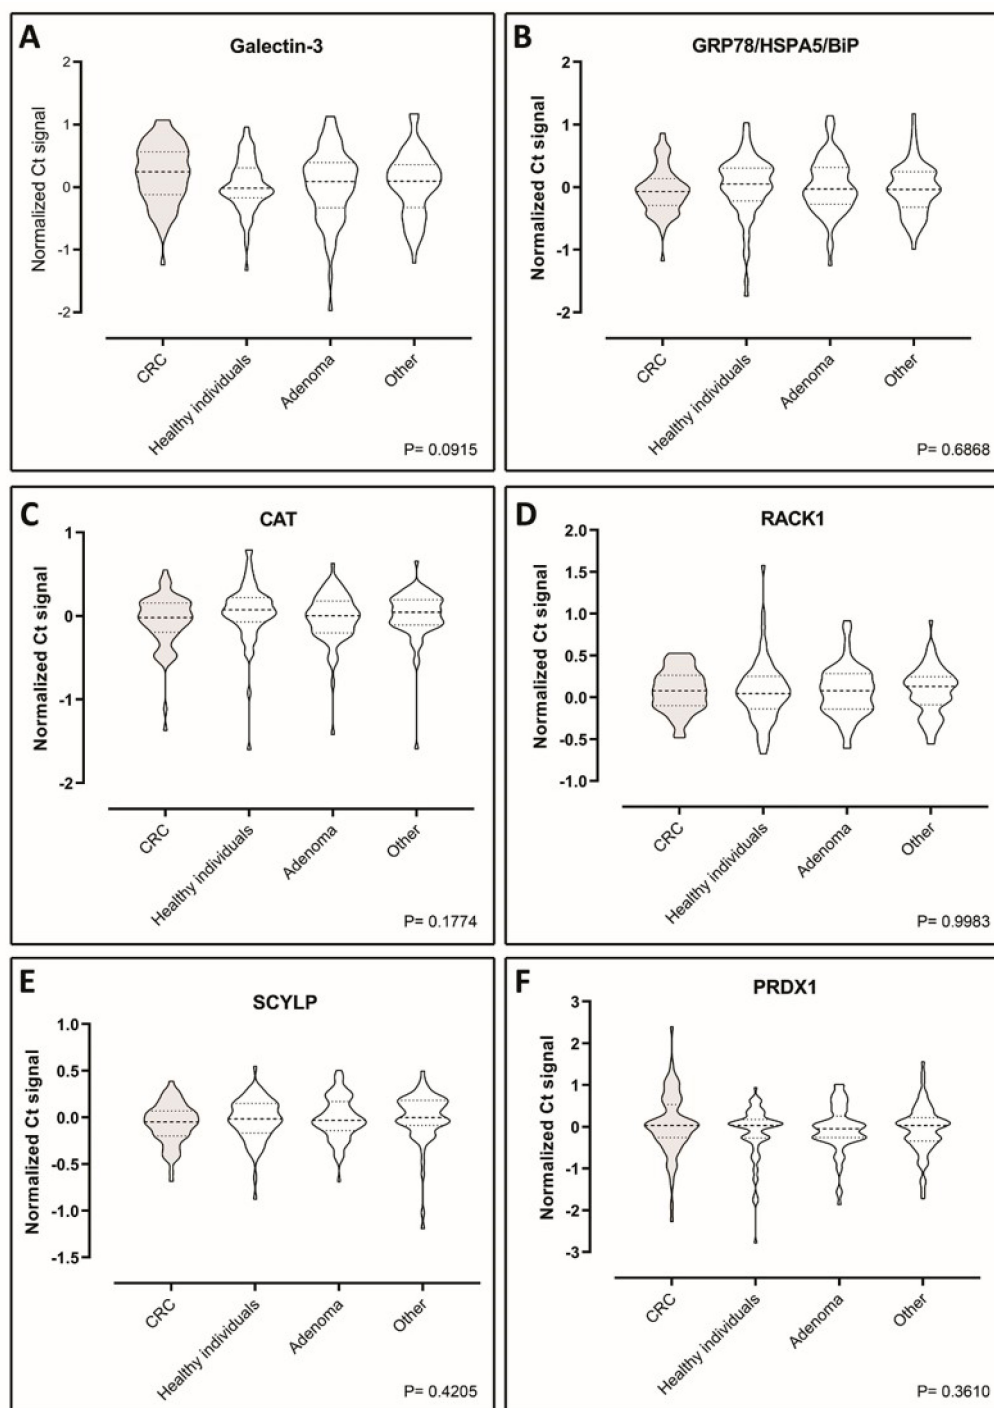 A
Galectin-3
Normalized Ct signal
2
1
0
-1
-2
CRC
Healthy individuals
Adenoma
Other
P= 0.0915
B
GRP78/HSPA5/BiP
Normalized Ct signal
2
1
0
-1
-2
CRC
Healthy individuals
Adenoma
Other
P= 0.6868
C
CAT
Normalized Ct signal
1
0
-1
-2
CRC
Healthy individuals
Adenoma
Other
P= 0.1774
D
RACK1
Normalized Ct signal
2.0
1.5
1.0
0.5
0.0
-0.5
-1.0
CRC
Healthy individuals
Adenoma
Other
P= 0.9983
E
SCYLP
Normalized Ct signal
1.0
0.5
0.0
-0.5
-1.0
-1.5
CRC
Healthy individuals
Adenoma
Other
P= 0.4205
F
PRDX1
Normalized Ct signal
3
2
1
0
-1
-2
-3
CRC
Healthy individuals
Adenoma
Other
P= 0.3610